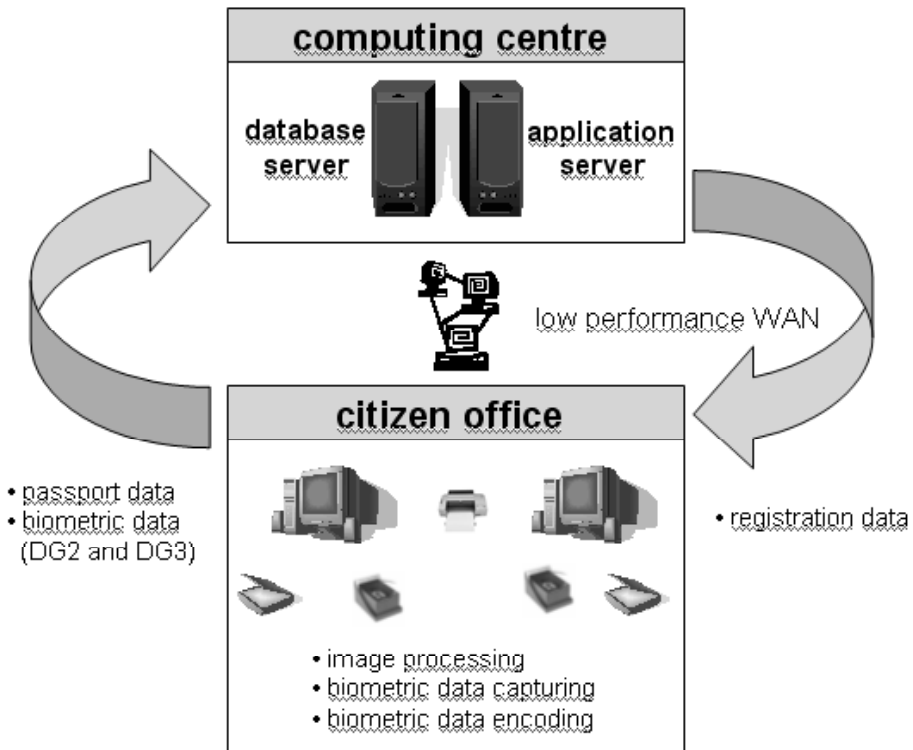 computing centre
database
server
application
server
low performance WAN
citizen office
• passport data
• biometric data
(DG2 and DG3)
• registration data
• image processing
• biometric data capturing
• biometric data encoding